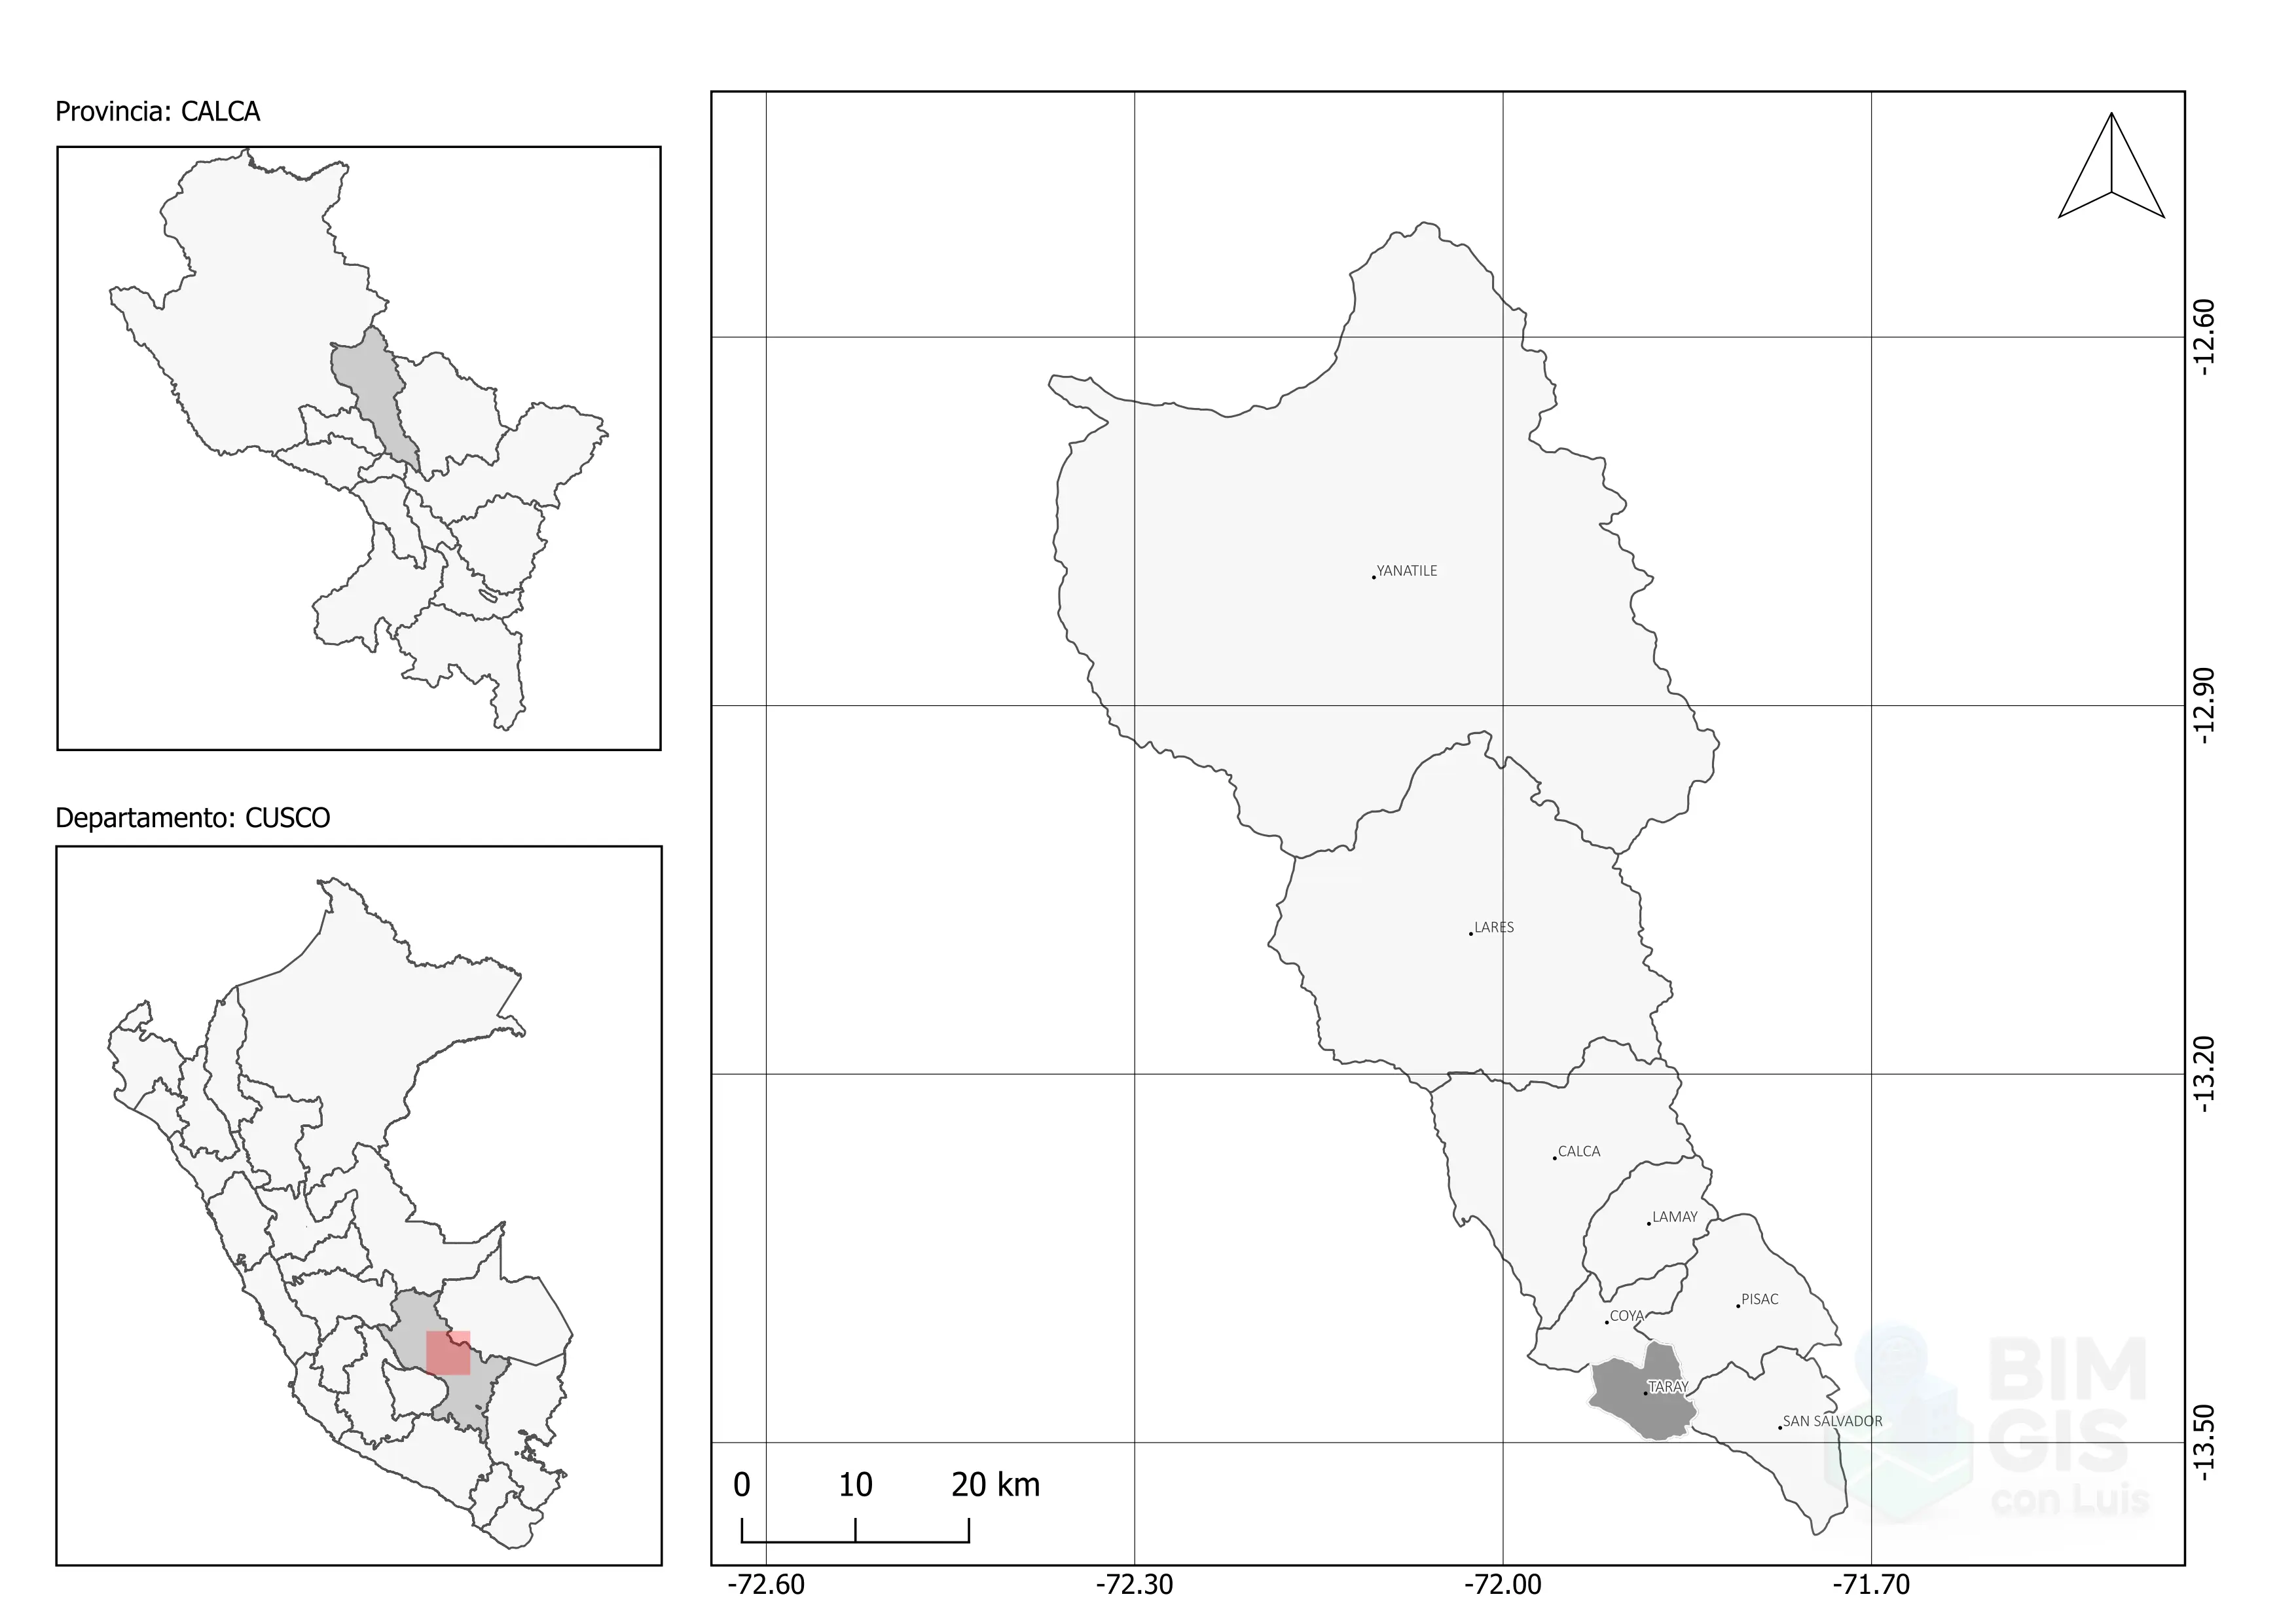 Provincia: CALCA
Departamento: CUSCO
YANATILE
LARES
CALCA
LAMAY
PISAC
COYA
TARAY
SAN SALVADOR
-12.60
-12.90
-13.20
-13.50
0 10 20 km
-72.60 -72.30 -72.00 -71.70
BIM
GIS
con Luis